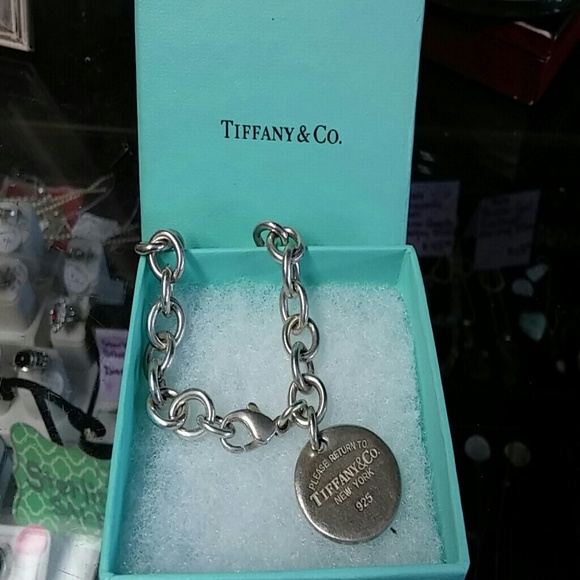 TIFFANY & CO.
PLEASE RETURN TO
TIFFANY & CO.
NEW YORK
925